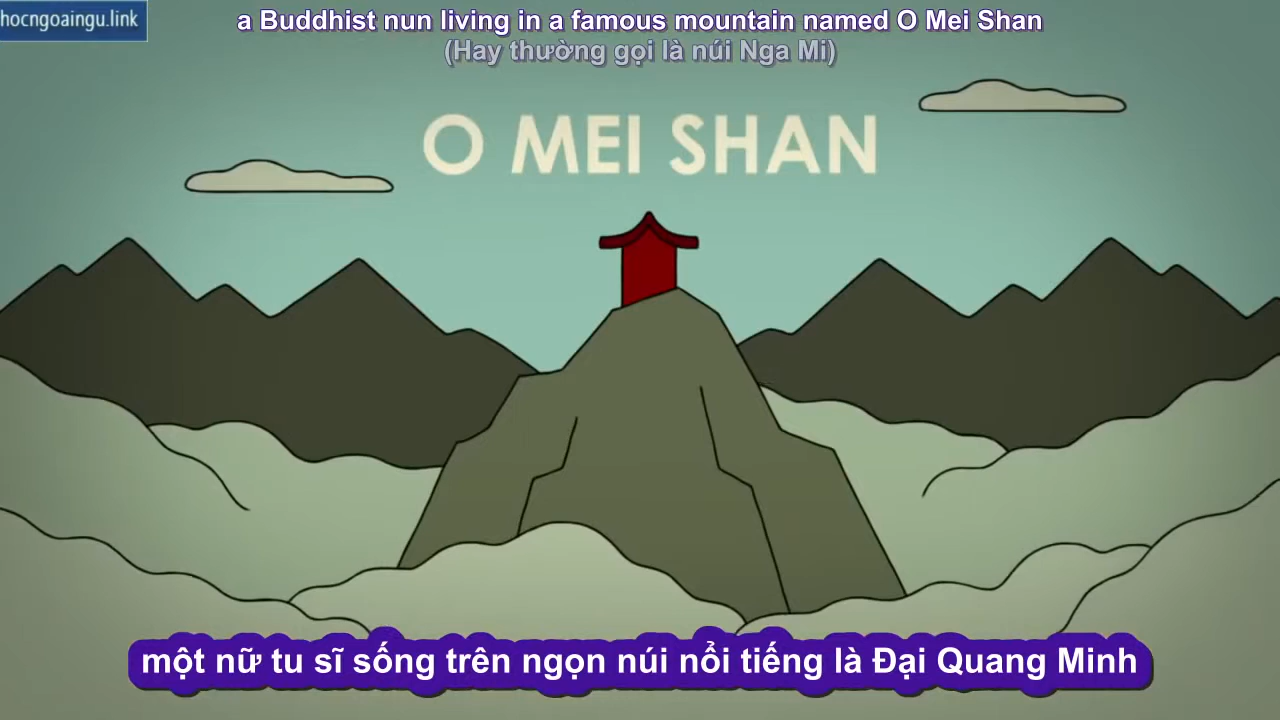 hocngoaingu.link
a Buddhist nun living in a famous mountain named O Mei Shan
(Hay thường gọi là núi Nga Mi)
O MEI SHAN
một nữ tu sĩ sống trên ngọn núi nổi tiếng là Đại Quang Minh